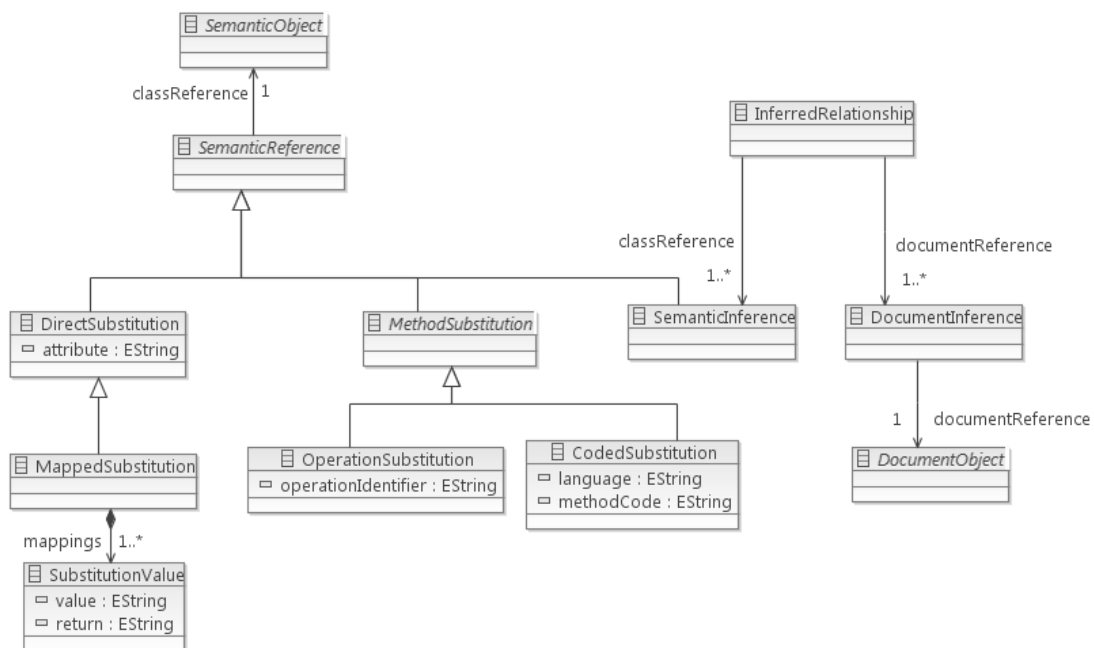 SemanticObject
classReference 1
SemanticReference
InferredRelationship
classReference
1..*
documentReference
1..*
DirectSubstitution
attribute : EString
MethodSubstitution
SemanticInference
DocumentInference
1 documentReference
MappedSubstitution
OperationSubstitution
operationIdentifier : EString
CodedSubstitution
language : EString
methodCode : EString
DocumentObject
mappings 1..*
SubstitutionValue
value : EString
return : EString